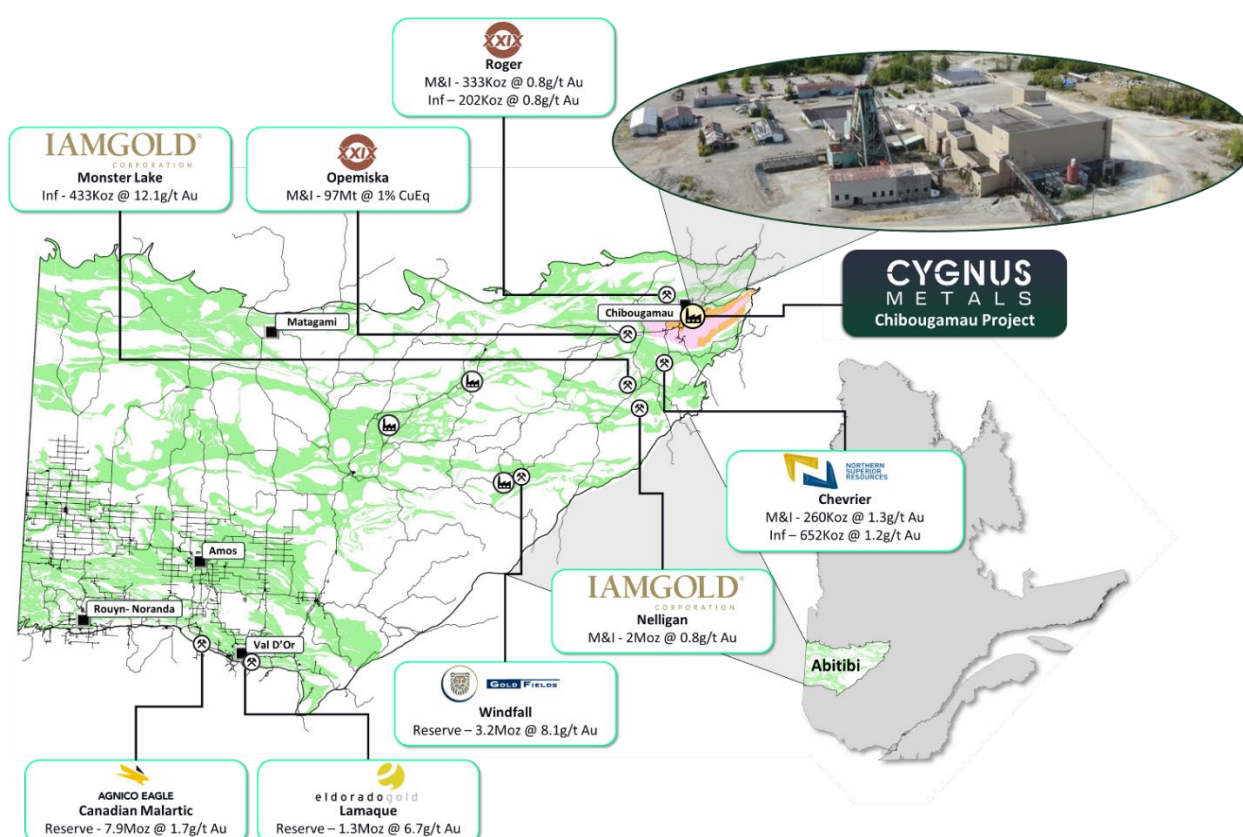 XXIX
Roger
M&I - 333Koz @ 0.8g/t Au
Inf – 202Koz @ 0.8g/t Au
IAMGOLD®
CORPORATION
Monster Lake
Inf - 433Koz @ 12.1g/t Au
XXIX
Opemiska
M&I - 97Mt @ 1% CuEq
CYGNUS
METALS
Chibougamau Project
Matagami
Chibougamau
NORTHERN
SUPERIOR
RESOURCES
Chevrier
M&I - 260Koz @ 1.3g/t Au
Inf – 652Koz @ 1.2g/t Au
Amos
Rouyn- Noranda
Val D'Or
IAMGOLD®
CORPORATION
Nelligan
M&I - 2Moz @ 0.8g/t Au
Abitibi
GOLD FIELDS
Windfall
Reserve – 3.2Moz @ 8.1g/t Au
AGNICO EAGLE
Canadian Malartic
Reserve - 7.9Moz @ 1.7g/t Au
eldoradogold
Lamaque
Reserve – 1.3Moz @ 6.7g/t Au